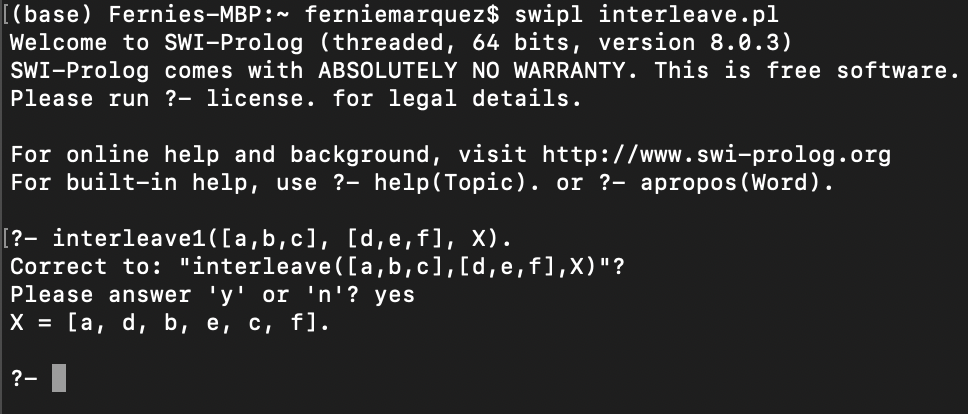 [(base) Fernies-MBP:~ ferniemarquez$ swipl interleave.pl
Welcome to SWI-Prolog (threaded, 64 bits, version 8.0.3)
SWI-Prolog comes with ABSOLUTELY NO WARRANTY. This is free software.
Please run ?- license. for legal details.

For online help and background, visit http://www.swi-prolog.org
For built-in help, use ?- help(Topic). or ?- apropos(Word).

[?- interleave1([a,b,c], [d,e,f], X).
Correct to: "interleave([a,b,c],[d,e,f],X)"?
Please answer 'y' or 'n'? yes
X = [a, d, b, e, c, f].

?-